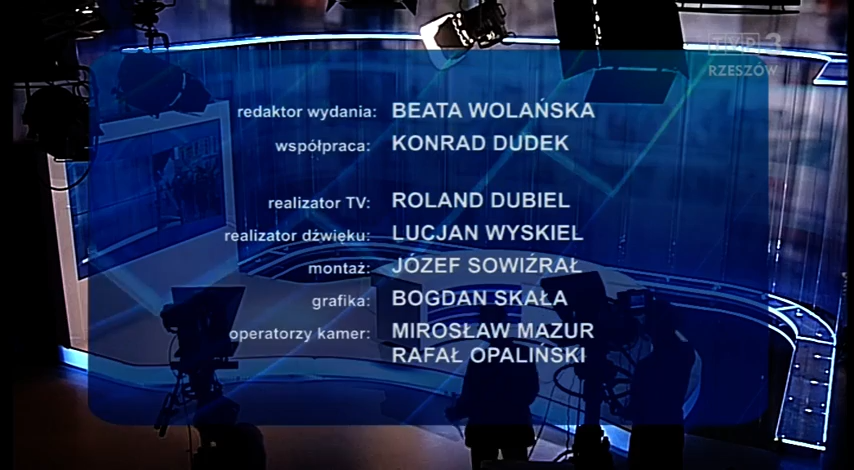 TVP3
RZESZÓW
redaktor wydania: BEATA WOLAŃSKA
współpraca: KONRAD DUDEK
realizator TV: ROLAND DUBIEL
realizator dźwięku: LUCJAN WYSKIEL
montaż: JÓZEF SOWIŹRAŁ
grafika: BOGDAN SKAŁA
operatorzy kamer: MIROSŁAW MAZUR
RAFAŁ OPALIŃSKI